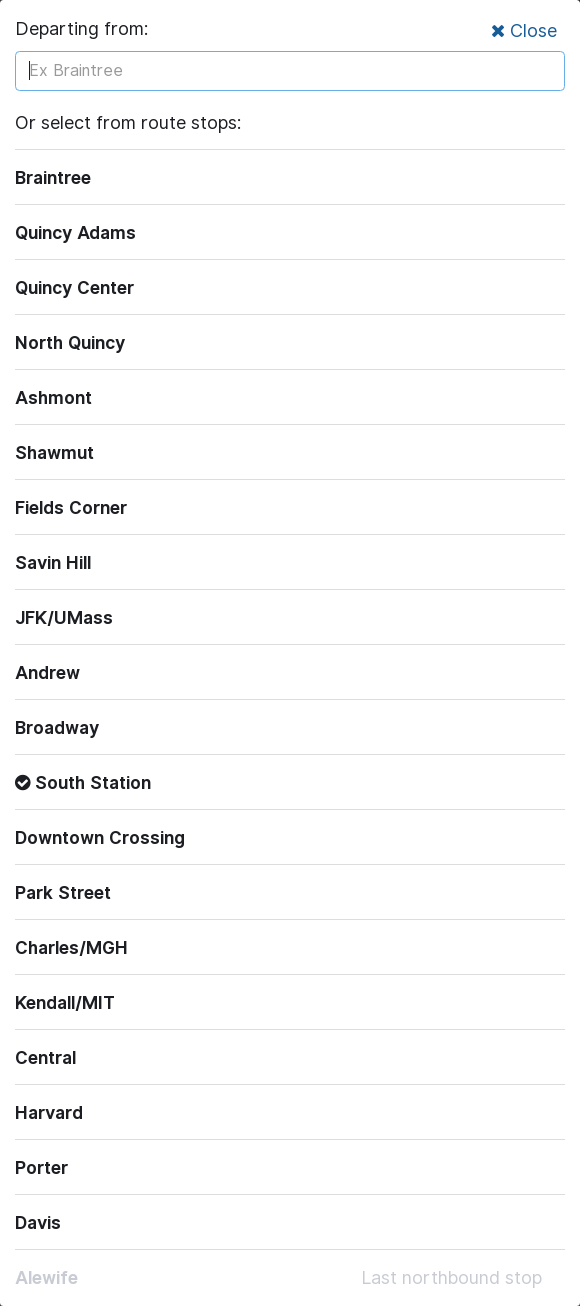 Departing from:
Close
Ex Braintree
Or select from route stops:
Braintree
Quincy Adams
Quincy Center
North Quincy
Ashmont
Shawmut
Fields Corner
Savin Hill
JFK/UMass
Andrew
Broadway
South Station
Downtown Crossing
Park Street
Charles/MGH
Kendall/MIT
Central
Harvard
Porter
Davis
Alewife Last northbound stop